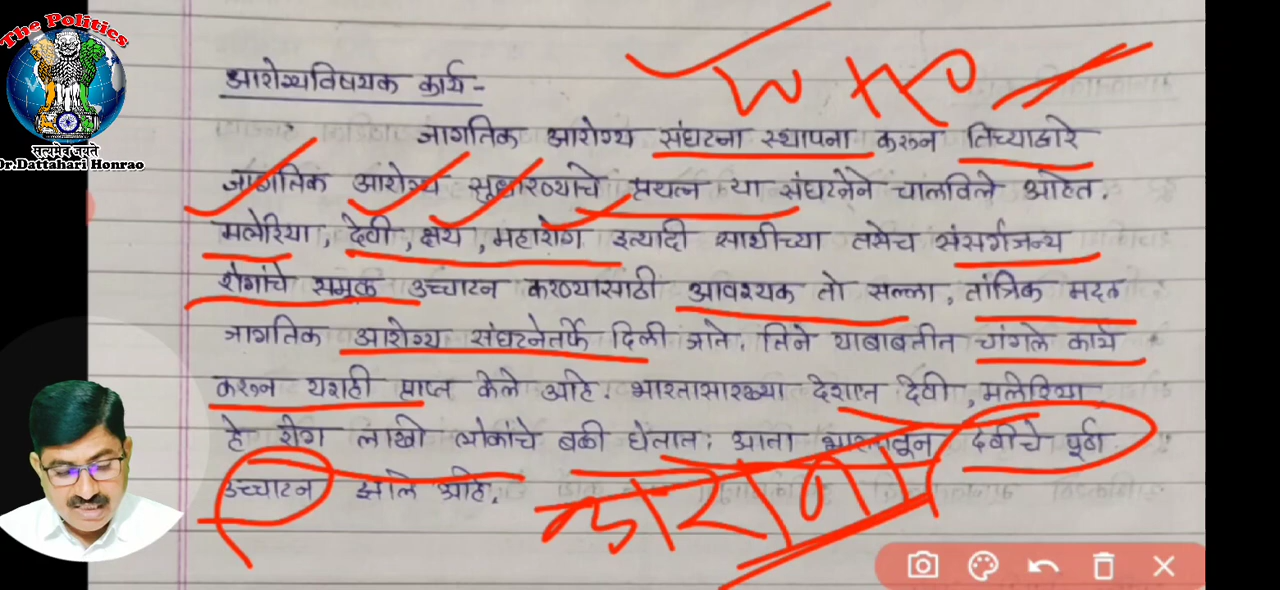 The Politics
सत्यमेव जयते
Dr.Dattahari Honrao
WHO
आरोग्यविषयक कार्य -
जागतिक आरोग्य संघटना स्थापना करून तिच्याद्वारे
जागतिक आरोग्य सुधारण्याचे प्रयत्न या संघटनेने चालविले आहेत.
मलेरिया, देवी, क्षय, महारोग इत्यादी साथीच्या तसेच संसर्गजन्य
रोगांचे समूळ उच्चाटन करण्यासाठी आवश्यक तो सल्ला, तांत्रिक मदत
जागतिक आरोग्य संघटनेतर्फे दिली जाते. तिने याबाबतीत चांगले कार्य
करून यशही प्राप्त केले आहे. भारतासारख्या देशात देवी, मलेरिया
हे रोग लाखो लोकांचे बळी घेतात. आता भारतातून देवीचे पूर्ण
उच्चाटन झाले आहे.
कोरोना